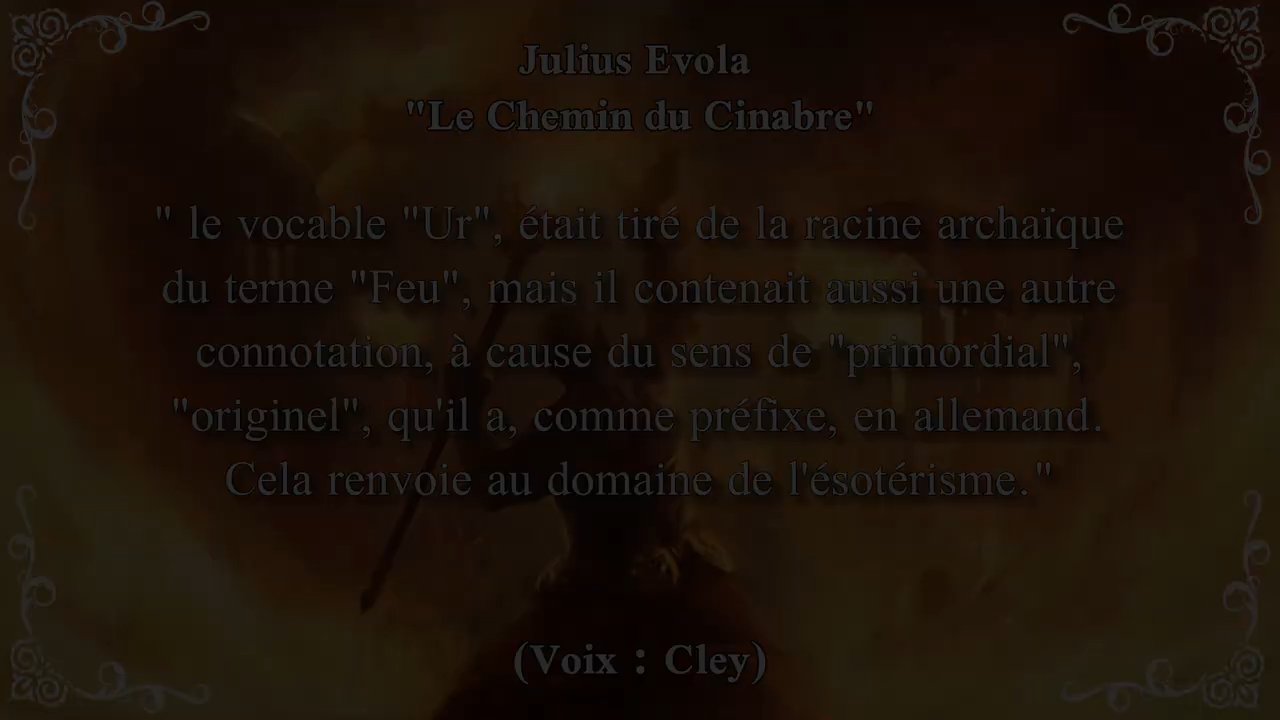 Julius Evola
"Le Chemin du Cinabre"
" le vocable "Ur", était tiré de la racine archaïque
du terme "Feu", mais il contenait aussi une autre
connotation, à cause du sens de "primordial",
"originel", qu'il a, comme préfixe, en allemand.
Cela renvoie au domaine de l'ésotérisme."
(Voix : Cley)